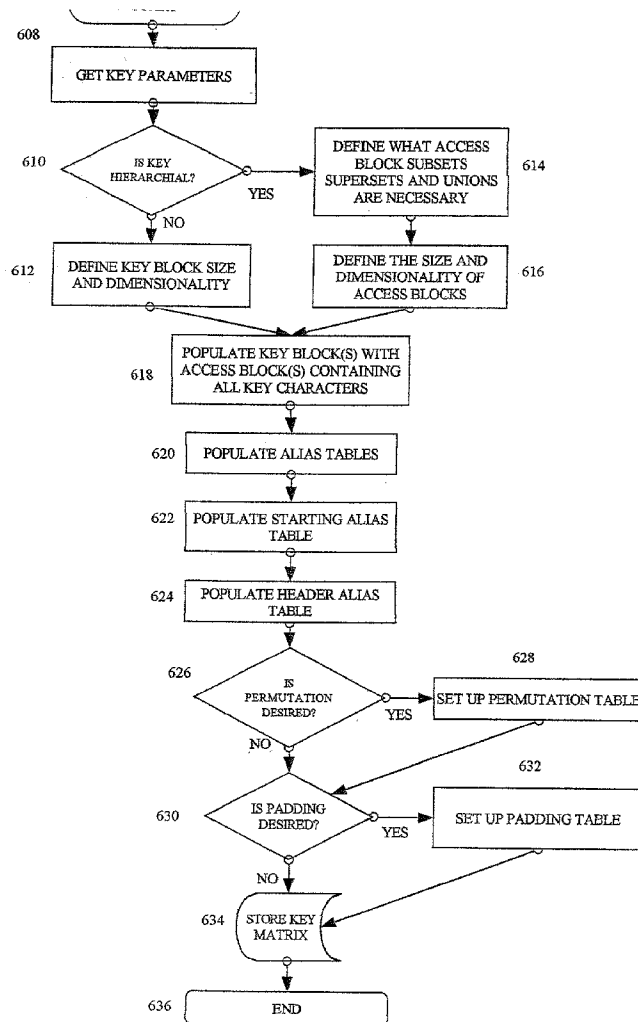 608
GET KEY PARAMETERS
610
IS KEY
HIERARCHIAL?
YES
NO
DEFINE WHAT ACCESS
BLOCK SUBSETS
SUPERSETS AND UNIONS
ARE NECESSARY
614
612
DEFINE KEY BLOCK SIZE
AND DIMENSIONALITY
DEFINE THE SIZE AND
DIMENSIONALITY OF
ACCESS BLOCKS
616
618
POPULATE KEY BLOCK(S) WITH
ACCESS BLOCK(S) CONTAINING
ALL KEY CHARACTERS
620
POPULATE ALIAS TABLES
622
POPULATE STARTING ALIAS
TABLE
624
POPULATE HEADER ALIAS
TABLE
626
IS
PERMUTATION
DESIRED?
YES
NO
628
SET UP PERMUTATION TABLE
630
IS PADDING
DESIRED?
YES
NO
632
SET UP PADDING TABLE
634
STORE KEY
MATRIX
636
END